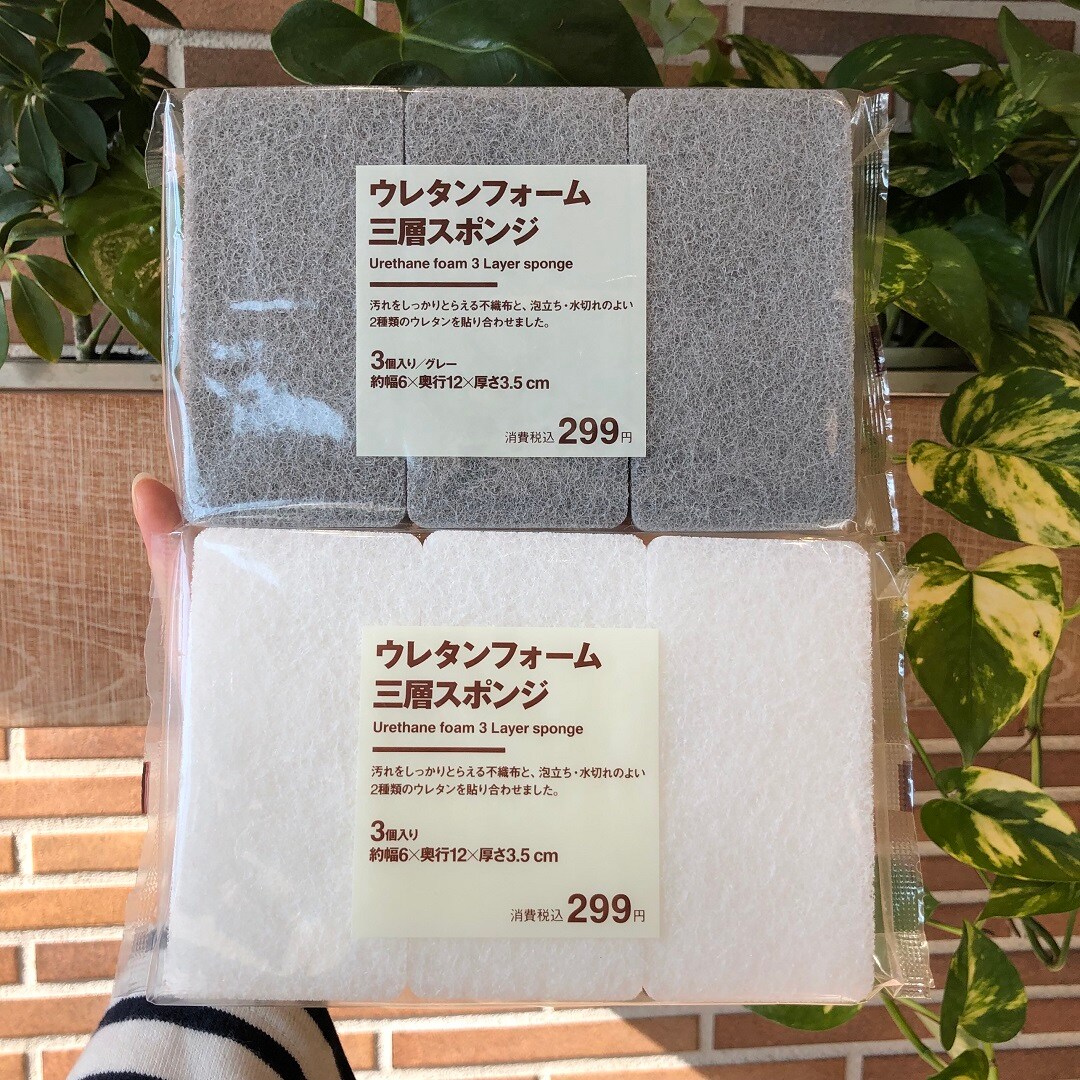 ウレタンフォーム
三層スポンジ
Urethane foam 3 Layer sponge
汚れをしっかりとらえる不織布と、泡立ち・水切れのよい
2種類のウレタンを貼り合わせました。
3個入り／グレー
約幅6×奥行12×厚さ3.5 cm
消費税込 299円
ウレタンフォーム
三層スポンジ
Urethane foam 3 Layer sponge
汚れをしっかりとらえる不織布と、泡立ち・水切れのよい
2種類のウレタンを貼り合わせました。
3個入り
約幅6×奥行12×厚さ3.5 cm
消費税込 299円